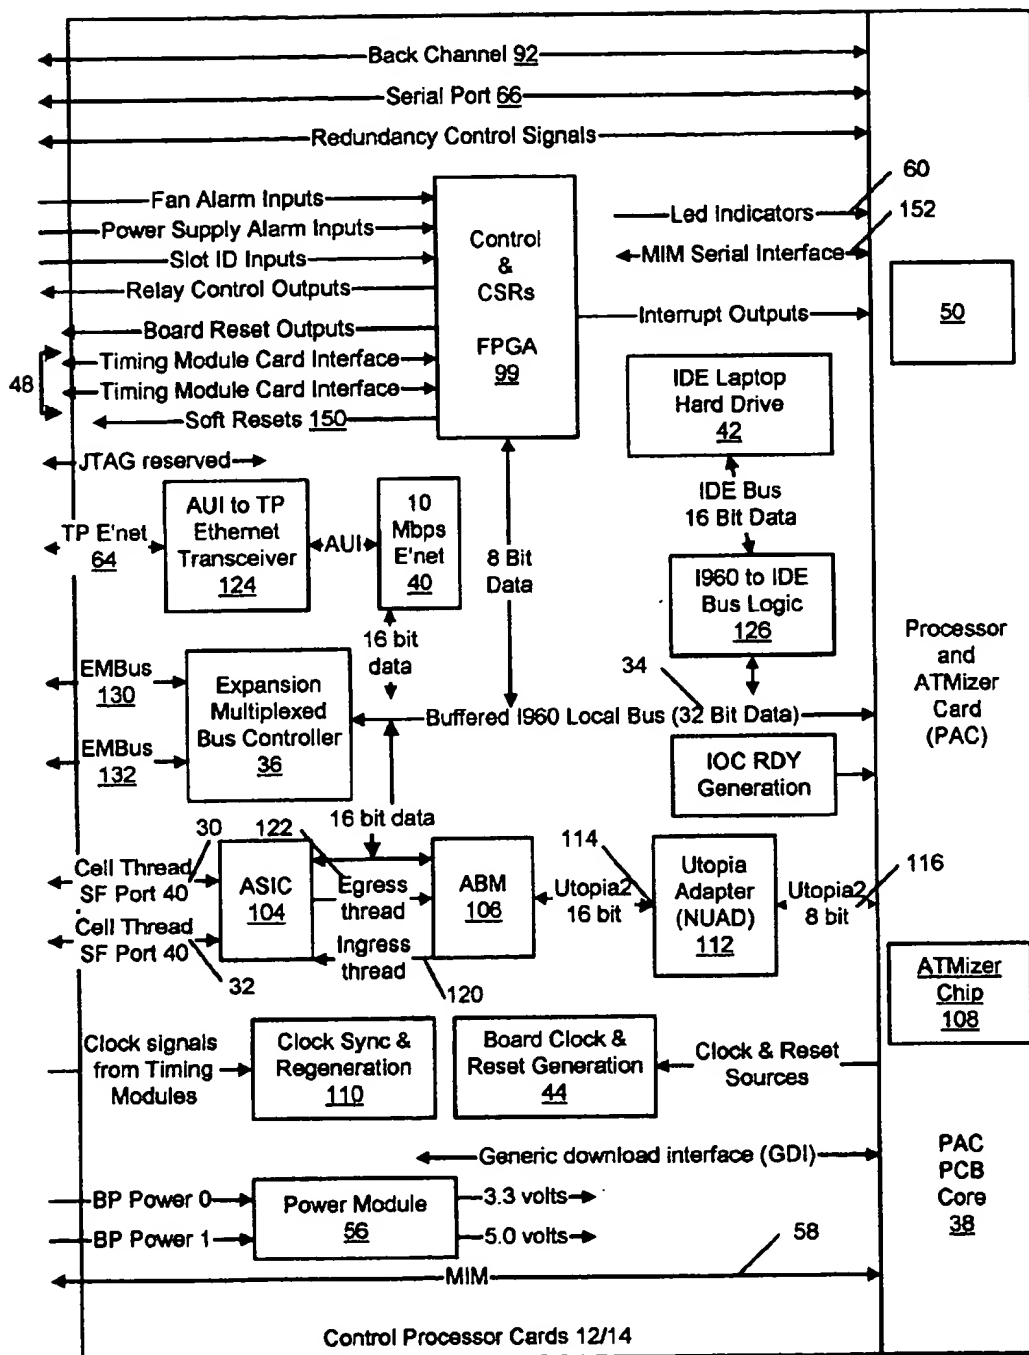 Back Channel 92
Serial Port 66
Redundancy Control Signals
Fan Alarm Inputs
Power Supply Alarm Inputs
Slot ID Inputs
Relay Control Outputs
Board Reset Outputs
48
Timing Module Card Interface
Timing Module Card Interface
Soft Resets 150
JTAG reserved
Control
&
CSRs
FPGA
99
60
Led Indicators
152
MIM Serial Interface
Interrupt Outputs
50
IDE Laptop
Hard Drive
42
IDE Bus
16 Bit Data
I960 to IDE
Bus Logic
126
TP E'net
64
AUI to TP
Ethernet
Transceiver
124
AUI
10
Mbps
E'net
40
8 Bit
Data
16 bit
data
Processor
and
ATMizer
Card
(PAC)
EMBus
130
EMBus
132
Expansion
Multiplexed
Bus Controller
36
34
Buffered I960 Local Bus (32 Bit Data)
IOC RDY
Generation
16 bit data
30
122
Cell Thread
SF Port 40
Cell Thread
SF Port 40
32
ASIC
104
Egress
thread
Ingress
thread
120
ABM
106
114
Utopia2
16 bit
Utopia
Adapter
(NUAD)
112
116
Utopia2
8 bit
ATMizer
Chip
108
Clock signals
from Timing
Modules
Clock Sync &
Regeneration
110
Board Clock &
Reset Generation
44
Clock & Reset
Sources
Generic download interface (GDI)
PAC
PCB
Core
38
BP Power 0
BP Power 1
Power Module
56
3.3 volts
5.0 volts
58
MIM
Control Processor Cards 12/14